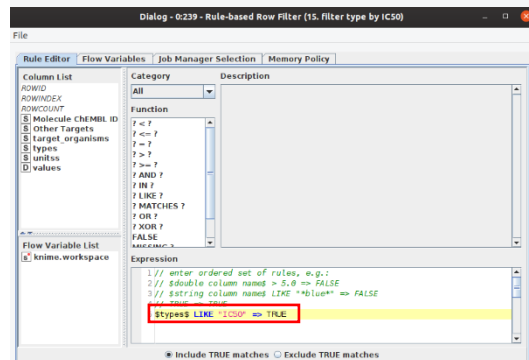 Dialog - 0:239 - Rule-based Row Filter (15. filter type by IC50)
File
Rule Editor Flow Variables Job Manager Selection Memory Policy
Column List
ROWID
ROWINDEX
ROWCOUNT
S Molecule ChEMBL ID
S Other Targets
S target_organisms
S types
S unitss
D values
Flow Variable List
s knime.workspace
Category
All
Function
? < ?
? <= ?
? = ?
? > ?
? >= ?
? AND ?
? IN ?
? LIKE ?
? MATCHES ?
? OR ?
? XOR ?
FALSE
MISSING ?
Description
Expression
1 // enter ordered set of rules, e.g.:
2 // $double column name$ > 5.0 => FALSE
3 // $string column name$ LIKE "*blue*" => FALSE
4 // TRUE => TRUE
$types$ LIKE "IC50" => TRUE
Include TRUE matches Exclude TRUE matches